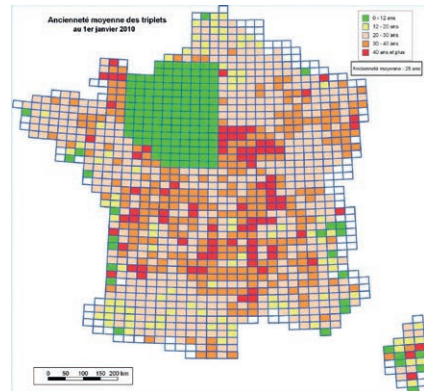 Ancienneté moyenne des triplets
au 1er janvier 2010
0 - 12 ans
12 - 20 ans
20 - 30 ans
30 - 40 ans
40 ans et plus
Ancienneté moyenne : 25 ans
0 50 100 150 200 km